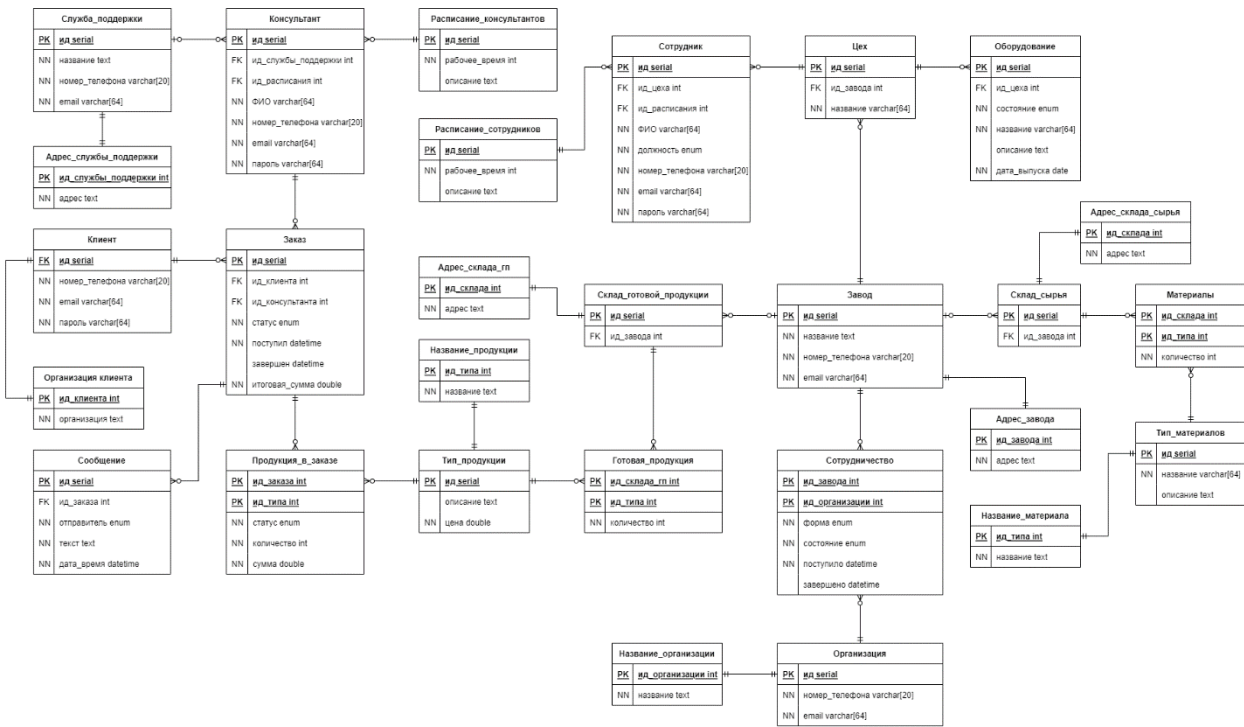 Служба_поддержки
PK ид serial
NN название text
NN номер_телефона varchar[20]
NN email varchar[64]
Консультант
PK ид serial
FK ид_службы_поддержки int
FK ид_расписания int
NN ФИО varchar[64]
NN номер_телефона varchar[20]
NN email varchar[64]
NN пароль varchar[64]
Расписание_консультантов
PK ид serial
NN рабочее_время int
описание text
Расписание_сотрудников
PK ид serial
NN рабочее_время int
описание text
Сотрудник
PK ид serial
FK ид_цеха int
FK ид_расписания int
NN ФИО varchar[64]
NN должность enum
NN номер_телефона varchar[20]
NN email varchar[64]
NN пароль varchar[64]
Цех
PK ид serial
FK ид_завода int
NN название varchar[64]
Оборудование
PK ид serial
FK ид_цеха int
NN состояние enum
NN название varchar[64]
описание text
NN дата_выпуска date
Адрес_службы_поддержки
PK ид_службы_поддержки int
NN адрес text
Адрес_склада_сырья
PK ид_склада int
NN адрес text
Клиент
FK ид serial
NN номер_телефона varchar[20]
NN email varchar[64]
NN пароль varchar[64]
Заказ
PK ид serial
FK ид_клиента int
FK ид_консультанта int
NN статус enum
NN поступил datetime
завершен datetime
NN итоговая_сумма double
Адрес_склада_гп
PK ид_склада int
NN адрес text
Склад_готовой_продукции
PK ид serial
FK ид_завода int
Завод
PK ид serial
NN название text
NN номер_телефона varchar[20]
NN email varchar[64]
Склад_сырья
PK ид serial
FK ид_завода int
Материалы
PK ид_склада int
PK ид_типа int
NN количество int
Название_продукции
PK ид_типа int
NN название text
Организация клиента
PK ид_клиента int
NN организация text
Адрес_завода
PK ид_завода int
NN адрес text
Тип_материалов
PK ид serial
NN название varchar[64]
описание text
Сообщение
PK ид serial
FK ид_заказа int
NN отправитель enum
NN текст text
NN дата_время datetime
Продукция_в_заказе
PK ид_заказа int
PK ид_типа int
NN статус enum
NN количество int
NN сумма double
Тип_продукции
PK ид serial
описание text
NN цена double
Готовая_продукция
PK ид_склада_гп int
PK ид_типа int
NN количество int
Сотрудничество
PK ид_завода int
PK ид_организации int
NN форма enum
NN состояние enum
NN поступило datetime
завершено datetime
Название_материала
PK ид_типа int
NN название text
Название_организации
PK ид_организации int
NN название text
Организация
PK ид serial
NN номер_телефона varchar[20]
NN email varchar[64]